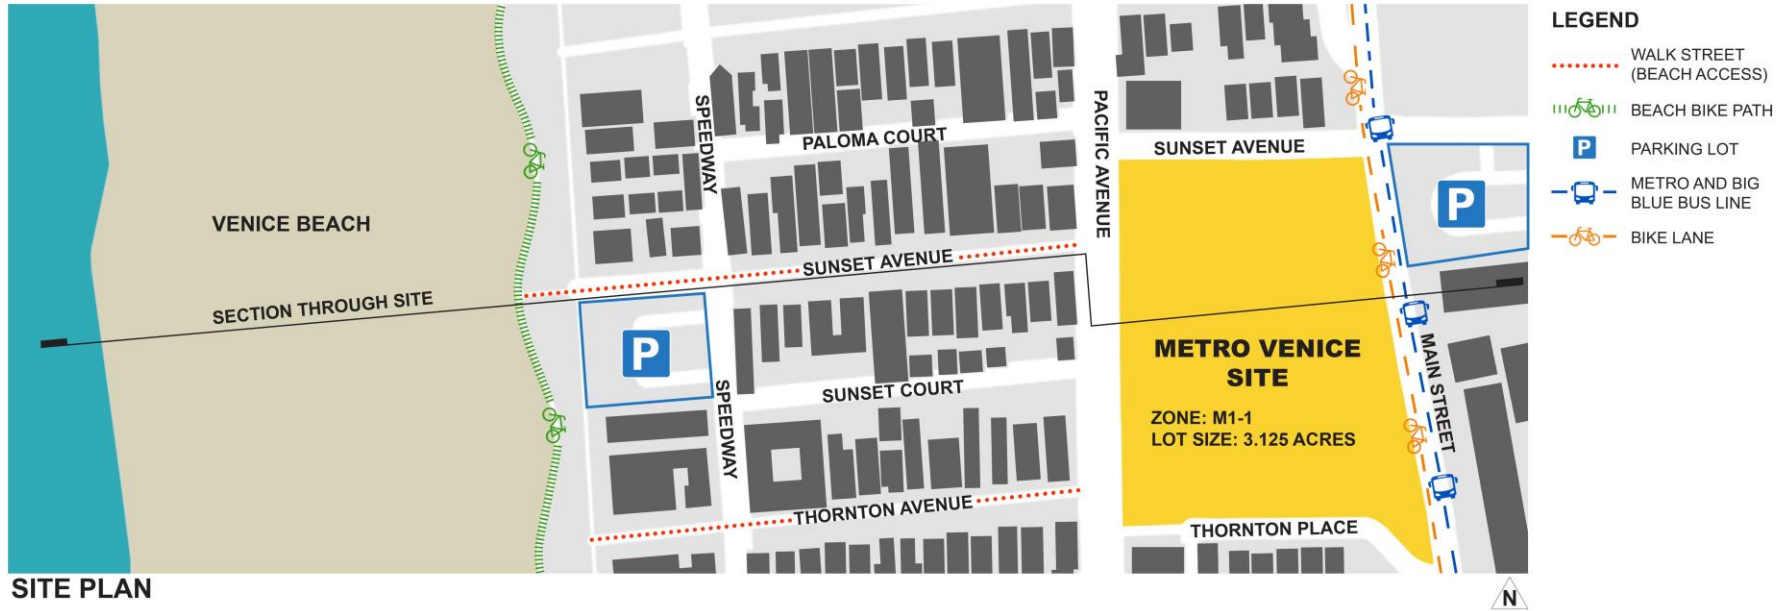 LEGEND
WALK STREET
(BEACH ACCESS)
BEACH BIKE PATH
P
PARKING LOT
METRO AND BIG
BLUE BUS LINE
BIKE LANE
SPEEDWAY
PALOMA COURT
PACIFIC AVENUE
SUNSET AVENUE
P
VENICE BEACH
SUNSET AVENUE
SECTION THROUGH SITE
P
METRO VENICE
SITE
ZONE: M1-1
LOT SIZE: 3.125 ACRES
MAIN STREET
SPEEDWAY
SUNSET COURT
THORNTON AVENUE
THORNTON PLACE
SITE PLAN
N